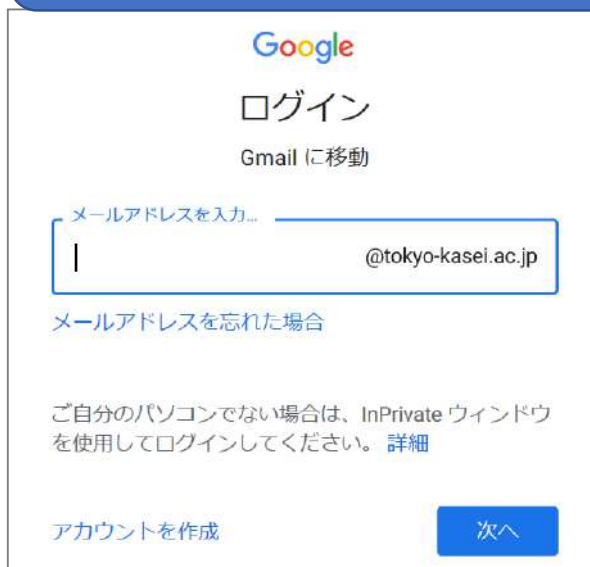 Google
ログイン
Gmail に移動
メールアドレスを入力...
@tokyo-kasei.ac.jp
メールアドレスを忘れた場合
ご自分のパソコンでない場合は、InPrivate ウィンドウ
を使用してログインしてください。 詳細
アカウントを作成 次へ